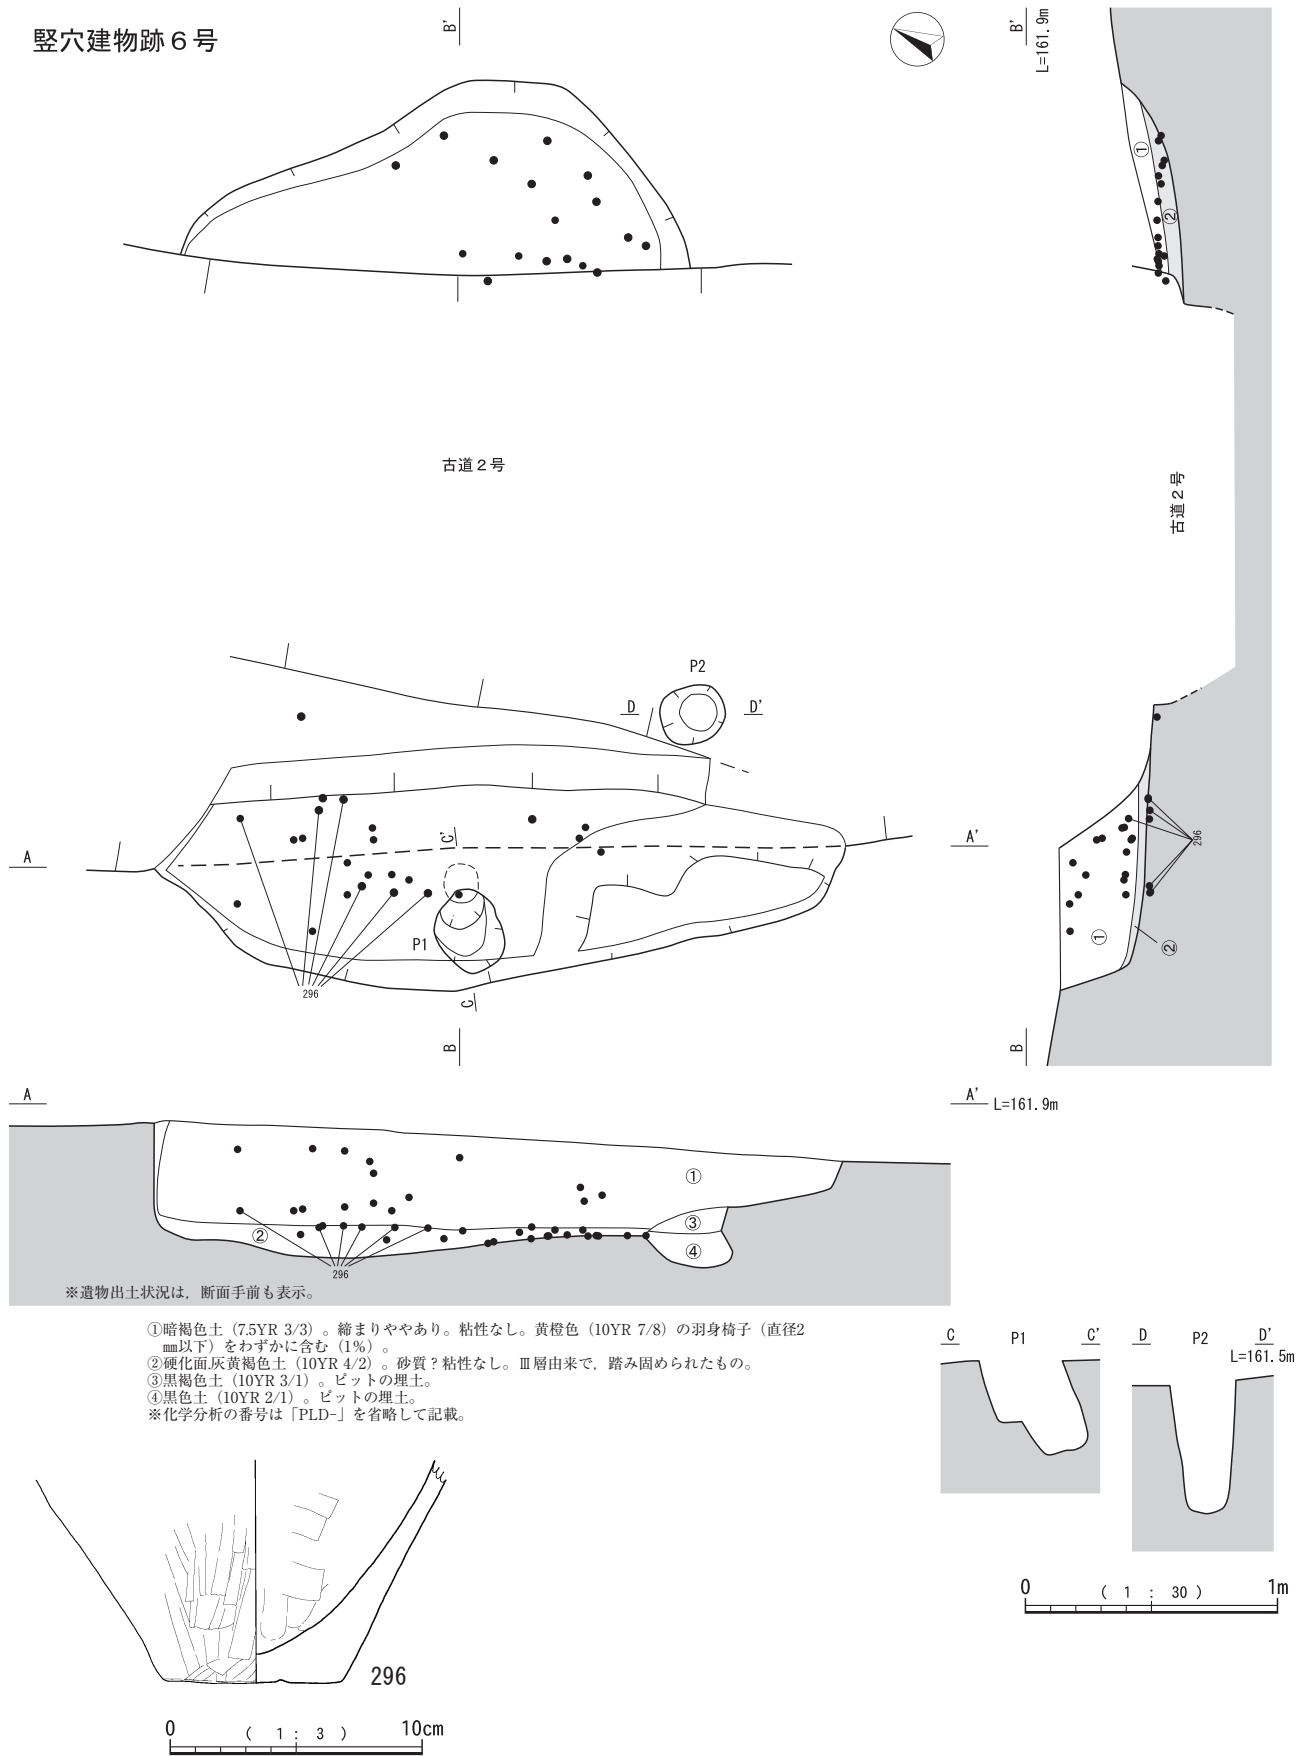 竪穴建物跡６号
B'
B'
L=161.9m
①
②
古道２号
古道２号
P2
D
D'
A
C'
A'
296
P1
①
②
296
C
B
B
A
A'
L=161.9m
①
③
②
④
296
※遺物出土状況は，断面手前も表示。
①暗褐色土（7.5YR 3/3）。締まりややあり。粘性なし。黄橙色（10YR 7/8）の羽身椅子（直径2
㎜以下）をわずかに含む（1%）。
②硬化面.灰黄褐色土（10YR 4/2）。砂質？粘性なし。Ⅲ層由来で，踏み固められたもの。
③黒褐色土（10YR 3/1）。ピットの埋土。
④黒色土（10YR 2/1）。ピットの埋土。
※化学分析の番号は「PLD-」を省略して記載。
C
P1
C'
D
P2
D'
L=161.5m
0
（ 1 : 30 ）
1m
296
0
（ 1 : 3 ）
10cm